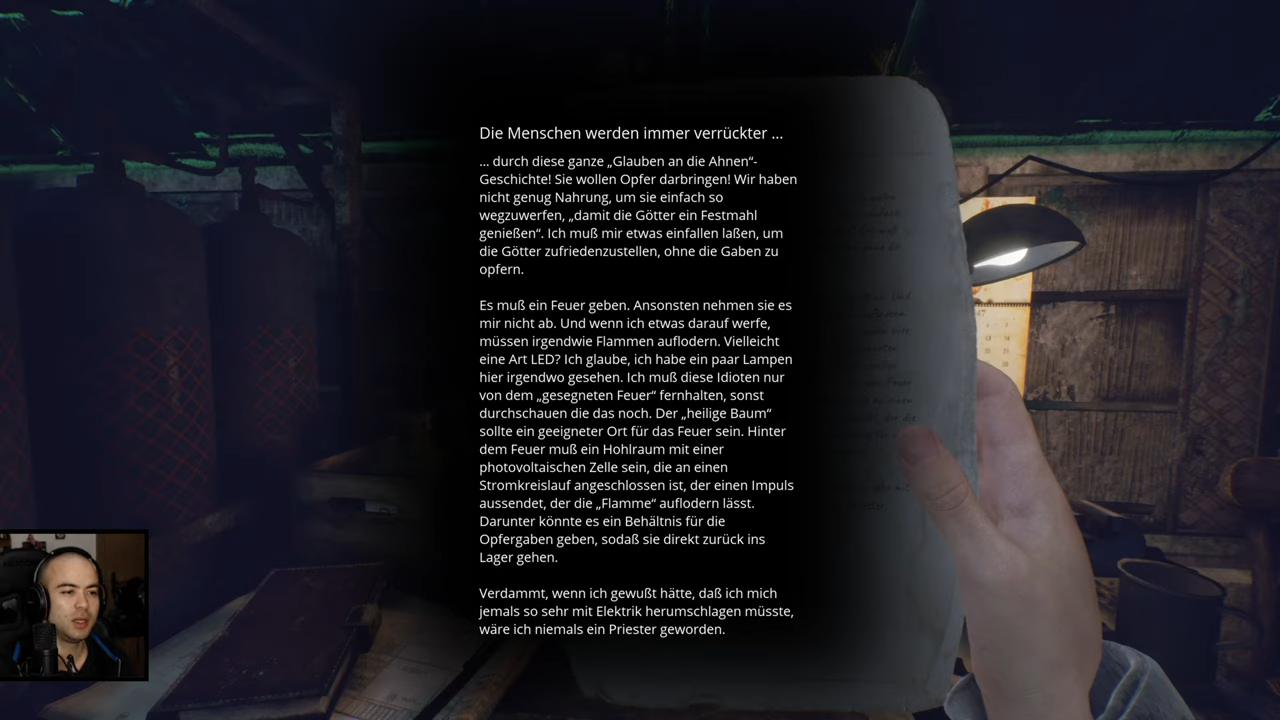 Die Menschen werden immer verrückter ...
... durch diese ganze „Glauben an die Ahnen“-
Geschichte! Sie wollen Opfer darbringen! Wir haben
nicht genug Nahrung, um sie einfach so
wegzuwerfen, „damit die Götter ein Festmahl
genießen“. Ich muß mir etwas einfallen laßen, um
die Götter zufriedenzustellen, ohne die Gaben zu
opfern.
Es muß ein Feuer geben. Ansonsten nehmen sie es
mir nicht ab. Und wenn ich etwas darauf werfe,
müssen irgendwie Flammen auflodern. Vielleicht
eine Art LED? Ich glaube, ich habe ein paar Lampen
hier irgendwo gesehen. Ich muß diese Idioten nur
von dem „gesegneten Feuer“ fernhalten, sonst
durchschauen die das noch. Der „heilige Baum“
sollte ein geeigneter Ort für das Feuer sein. Hinter
dem Feuer muß ein Hohlraum mit einer
photovoltaischen Zelle sein, die an einen
Stromkreislauf angeschlossen ist, der einen Impuls
aussendet, der die „Flamme“ auflodern lässt.
Darunter könnte es ein Behältnis für die
Opfergaben geben, sodaß sie direkt zurück ins
Lager gehen.
Verdammt, wenn ich gewußt hätte, daß ich mich
jemals so sehr mit Elektrik herumschlagen müsste,
wäre ich niemals ein Priester geworden.